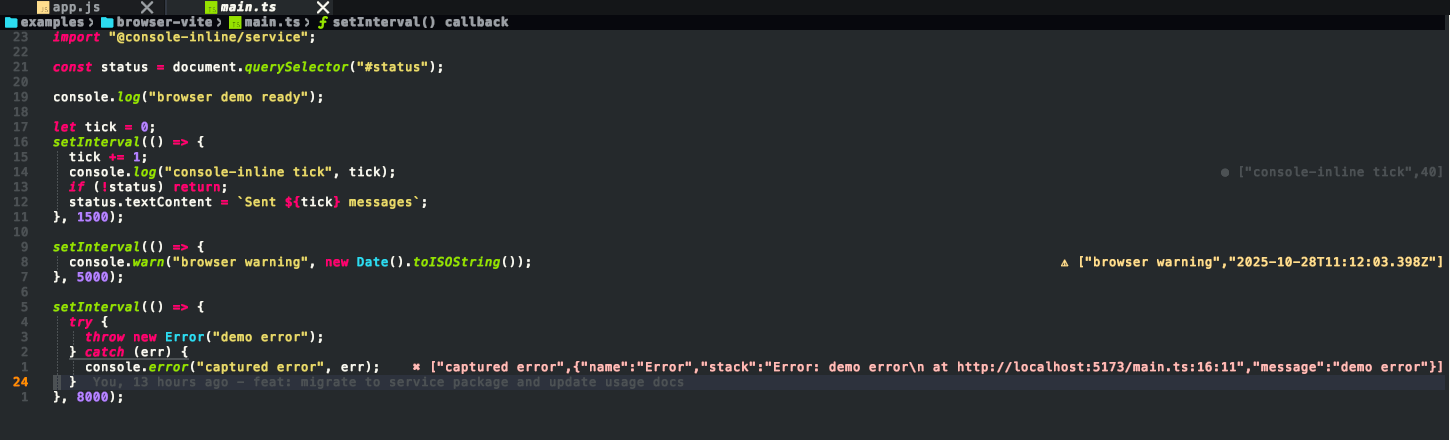 app.js main.ts
examples browser-vite main.ts setInterval() callback
23 import "@console-inline/service";
22
21 const status = document.querySelector("#status");
20
19 console.log("browser demo ready");
18
17 let tick = 0;
16 setInterval(() => {
15 tick += 1;
14 console.log("console-inline tick", tick); ● ["console-inline tick",40]
13 if (!status) return;
12 status.textContent = `Sent ${tick} messages`;
11 }, 1500);
10
9 setInterval(() => {
8 console.warn("browser warning", new Date().toISOString()); ⚠ ["browser warning","2025-10-28T11:12:03.398Z"]
7 }, 5000);
6
5 setInterval(() => {
4 try {
3 throw new Error("demo error");
2 } catch (err) {
1 console.error("captured error", err); ✖ ["captured error",{"name":"Error","stack":"Error: demo error\n at http://localhost:5173/main.ts:16:11","message":"demo error"}]
24 } You, 13 hours ago - feat: migrate to service package and update usage docs
1 }, 8000);